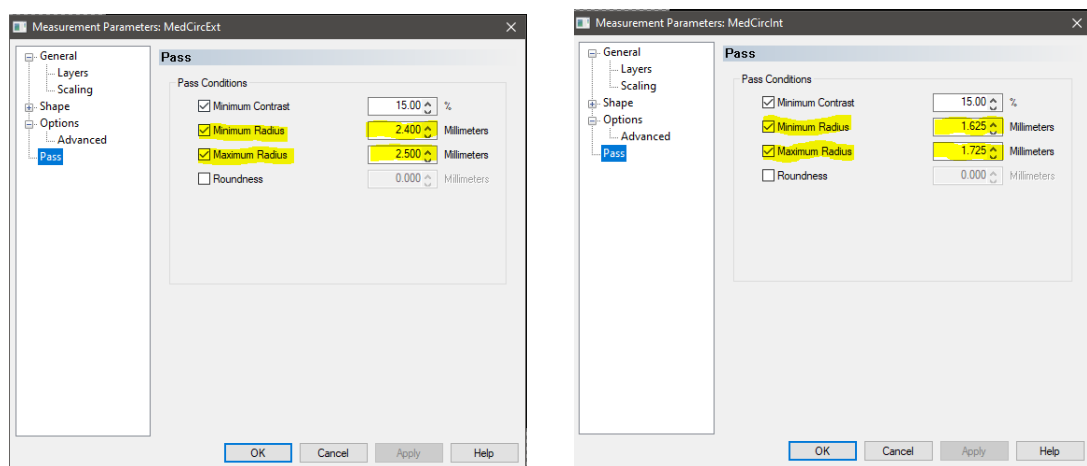 Measurement Parameters: MedCircExt
General
Layers
Scaling
Shape
Options
Advanced
Pass
Pass
Pass Conditions
Minimum Contrast 15.00 %
Minimum Radius 2.400 Millimeters
Maximum Radius 2.500 Millimeters
Roundness 0.000 Millimeters
OK Cancel Apply Help
Measurement Parameters: MedCircInt
General
Layers
Scaling
Shape
Options
Advanced
Pass
Pass
Pass Conditions
Minimum Contrast 15.00 %
Minimum Radius 1.625 Millimeters
Maximum Radius 1.725 Millimeters
Roundness 0.000 Millimeters
OK Cancel Apply Help